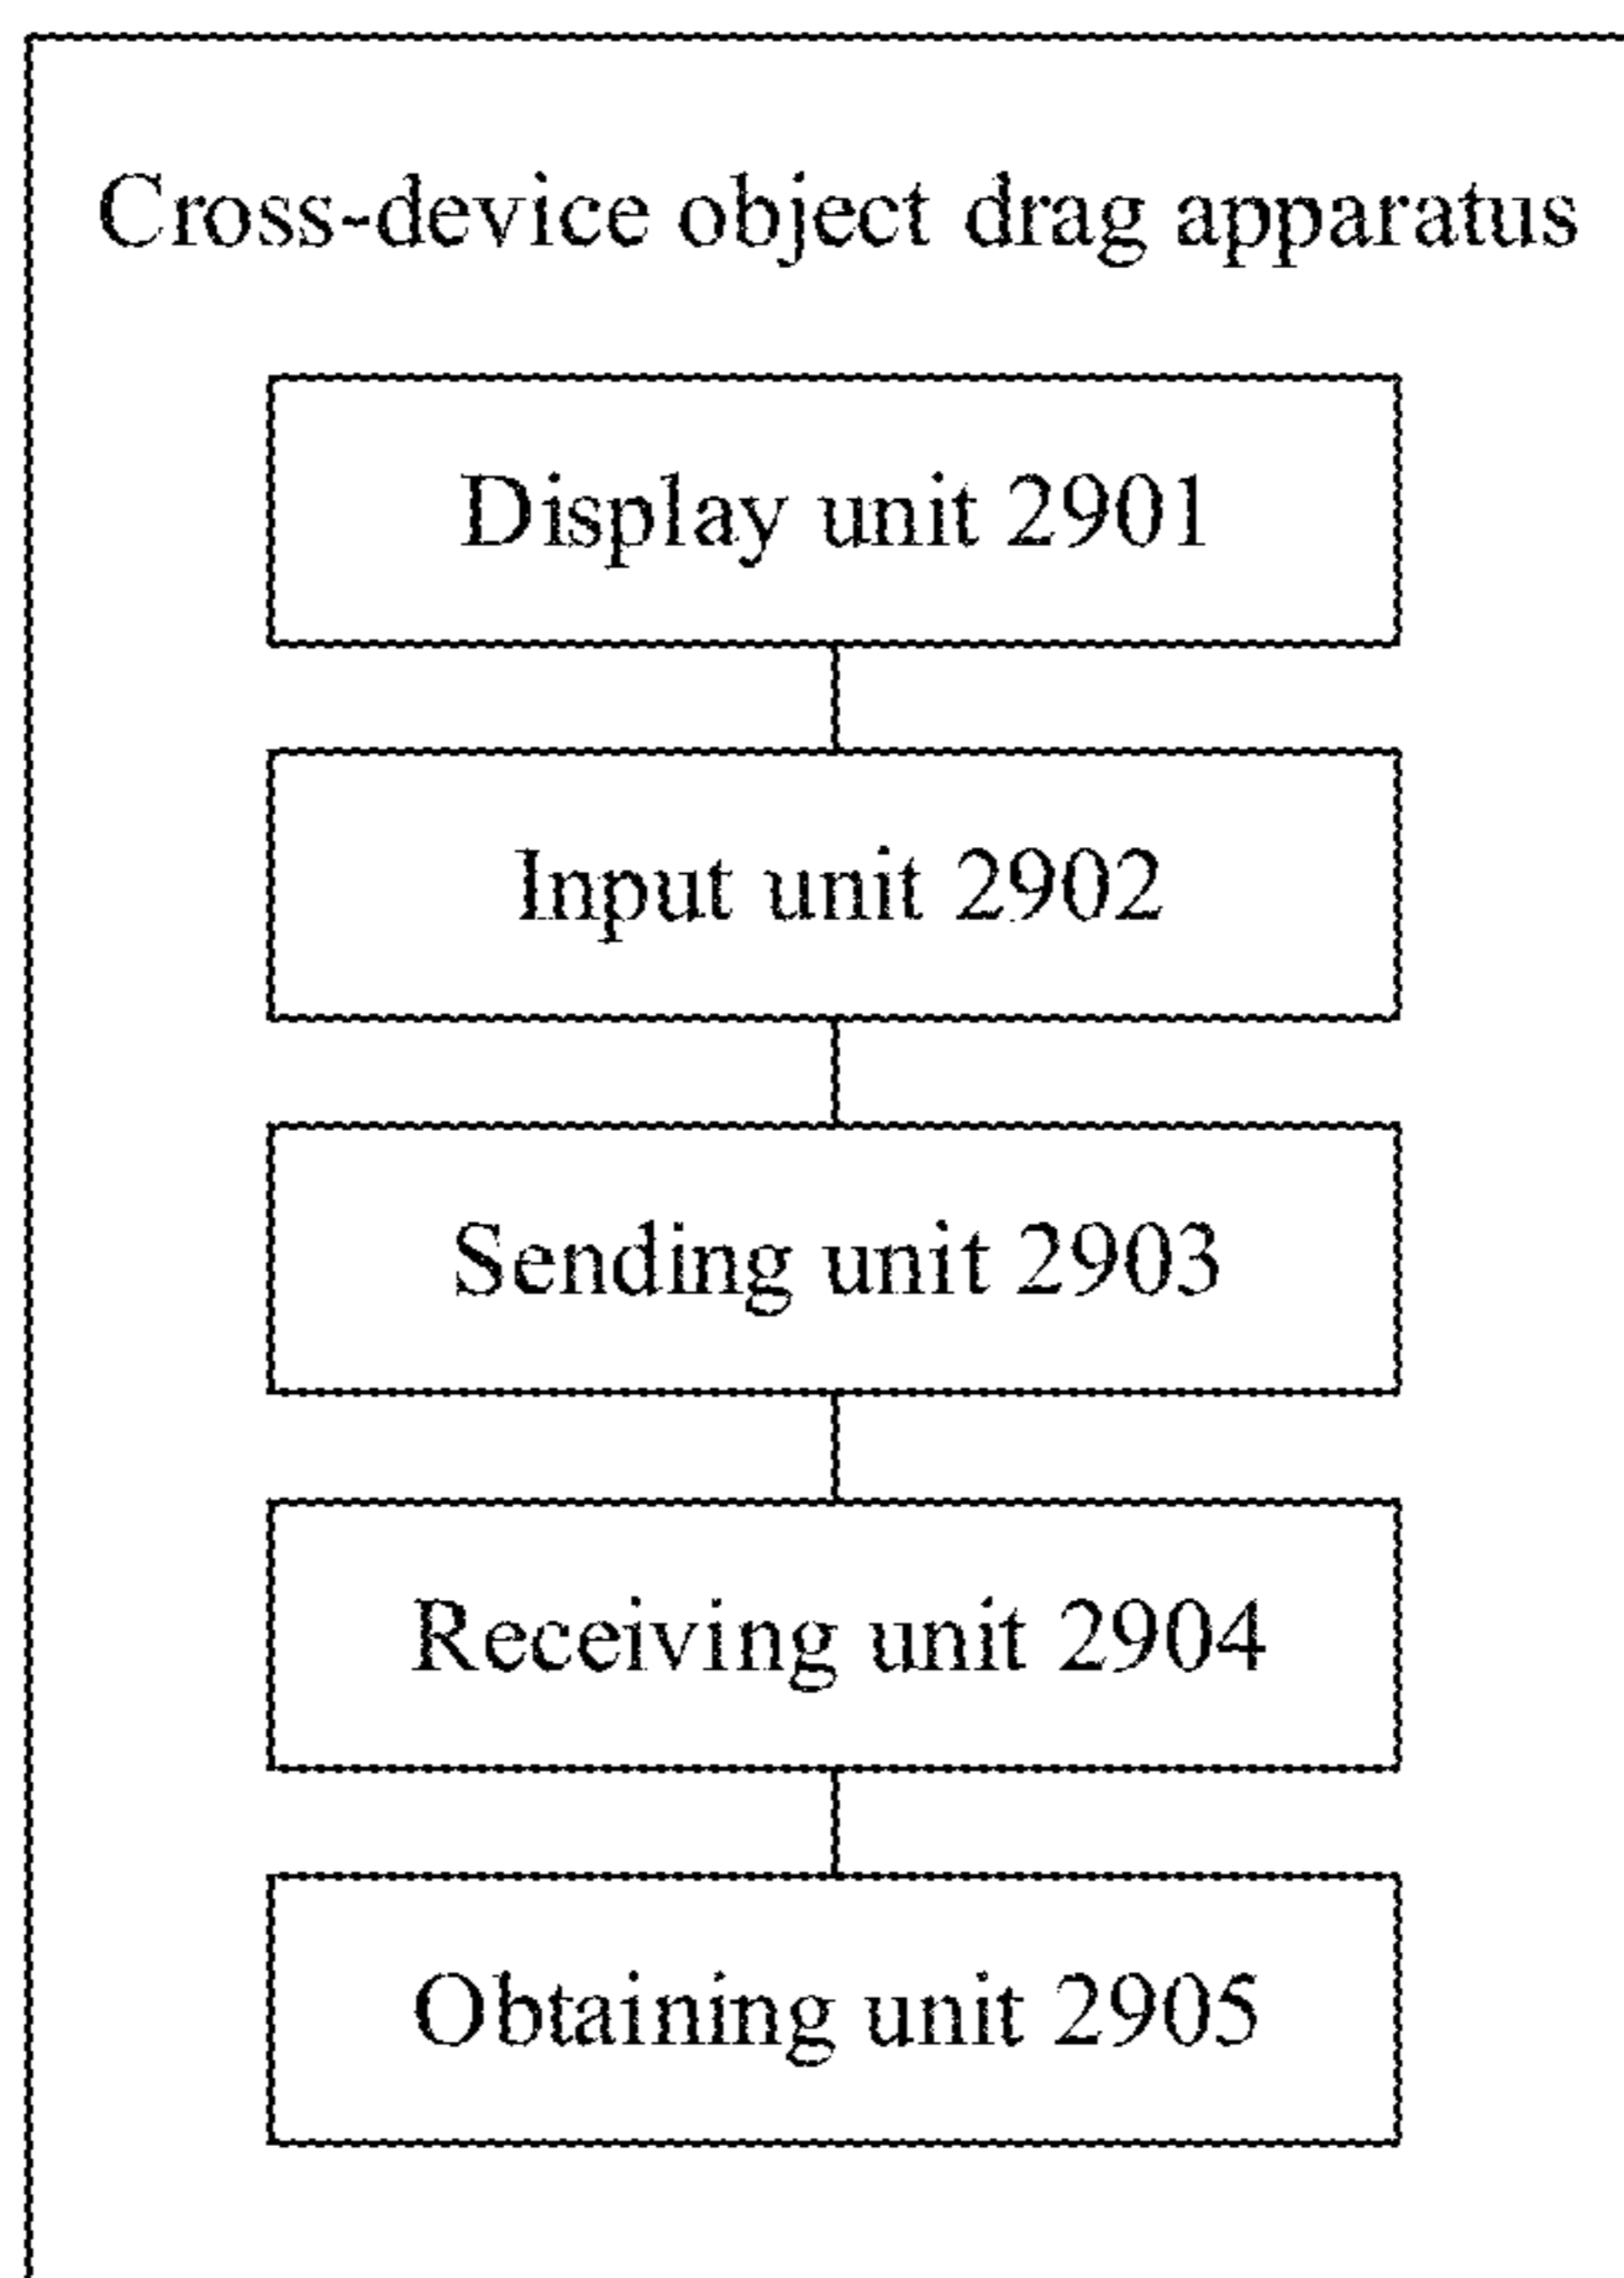 Cross-device object drag apparatus
Display unit 2901
Input unit 2902
Sending unit 2903
Receiving unit 2904
Obtaining unit 2905